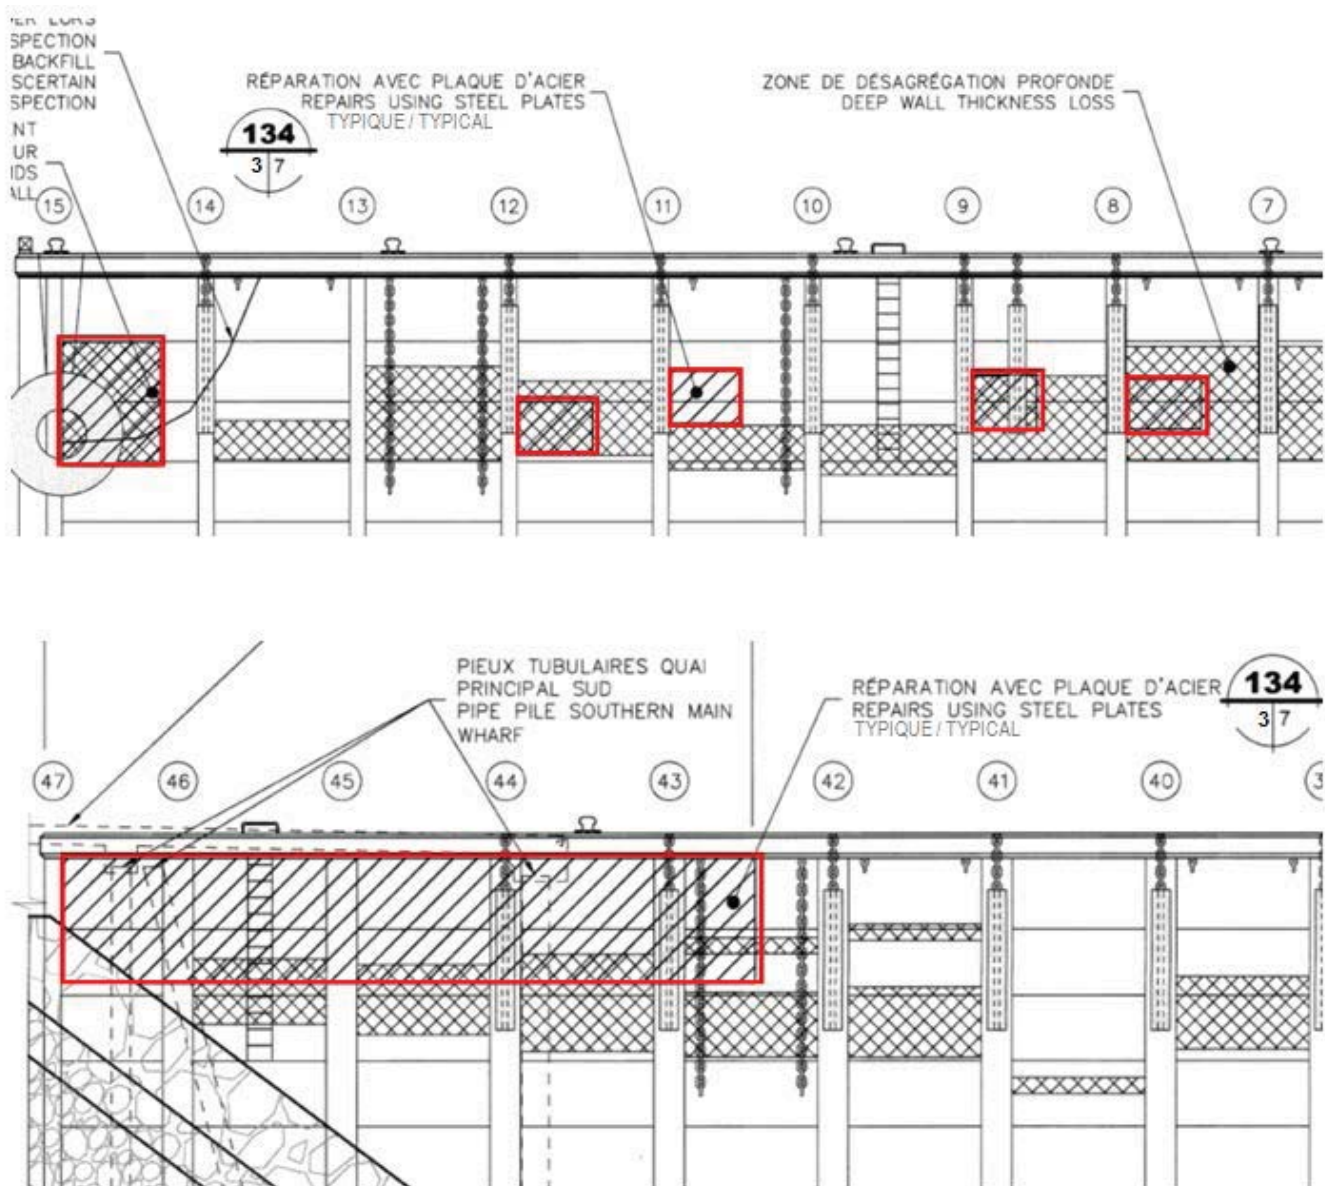 SPECTION
BACKFILL
SCERTAIN
SPECTION
NT
UR
IDS
ALL
RÉPARATION AVEC PLAQUE D'ACIER
REPAIRS USING STEEL PLATES
TYPIQUE / TYPICAL
134
3 7
ZONE DE DÉSAGRÉGATION PROFONDE
DEEP WALL THICKNESS LOSS
15 14 13 12 11 10 9 8 7
PIEUX TUBULAIRES QUAI
PRINCIPAL SUD
PIPE PILE SOUTHERN MAIN
WHARF
RÉPARATION AVEC PLAQUE D'ACIER
REPAIRS USING STEEL PLATES
TYPIQUE / TYPICAL
134
3 7
47 46 45 44 43 42 41 40 3